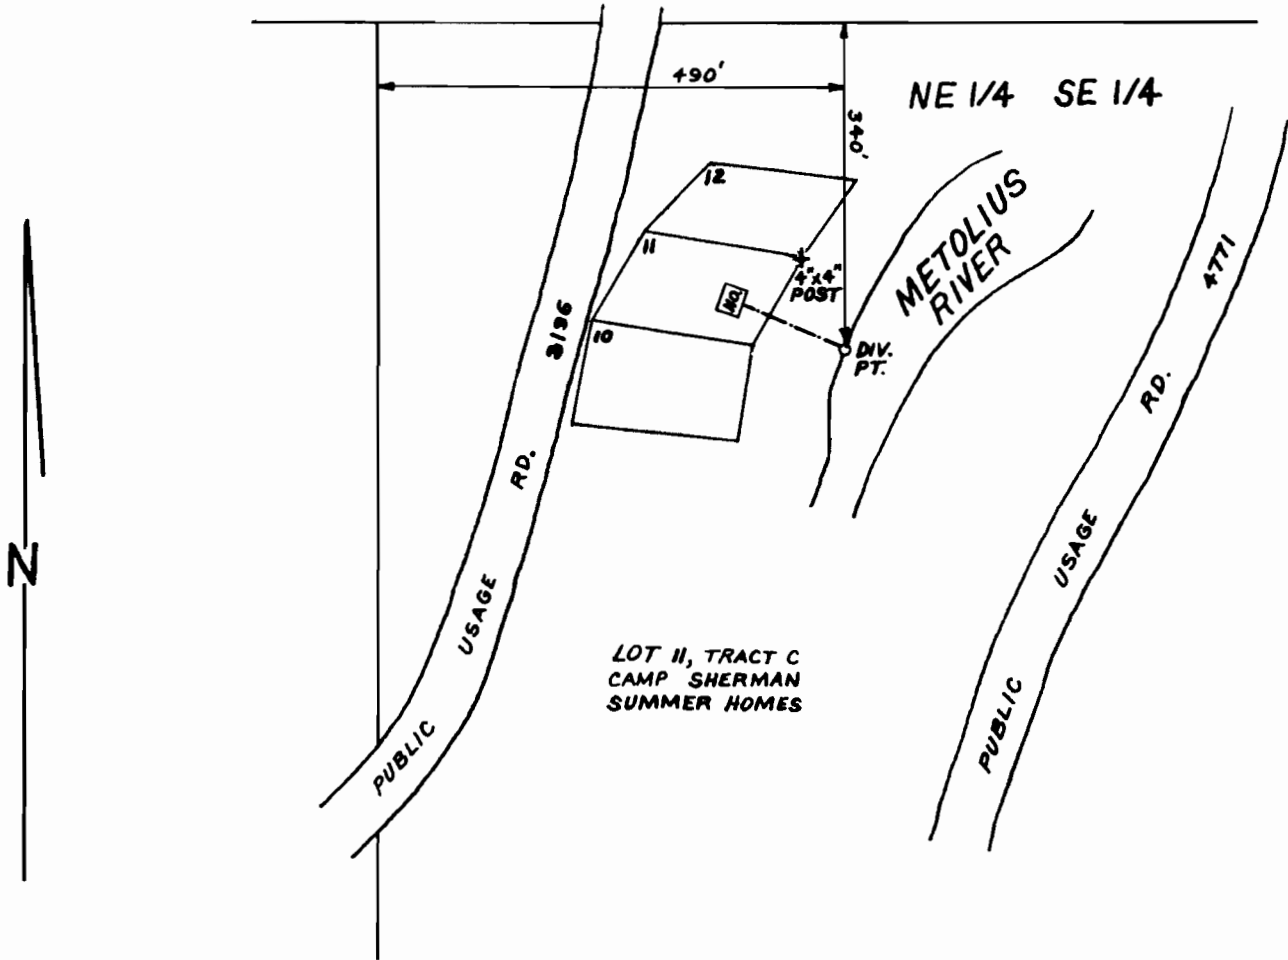 490'
NE 1/4 SE 1/4
340'
12
METOLIUS
RIVER
11
4"x4"
POST
HO.
4771
3196
10
DIV.
PT.
RD.
RD.
USAGE
USAGE
N
LOT 11, TRACT C
CAMP SHERMAN
SUMMER HOMES
PUBLIC
PUBLIC